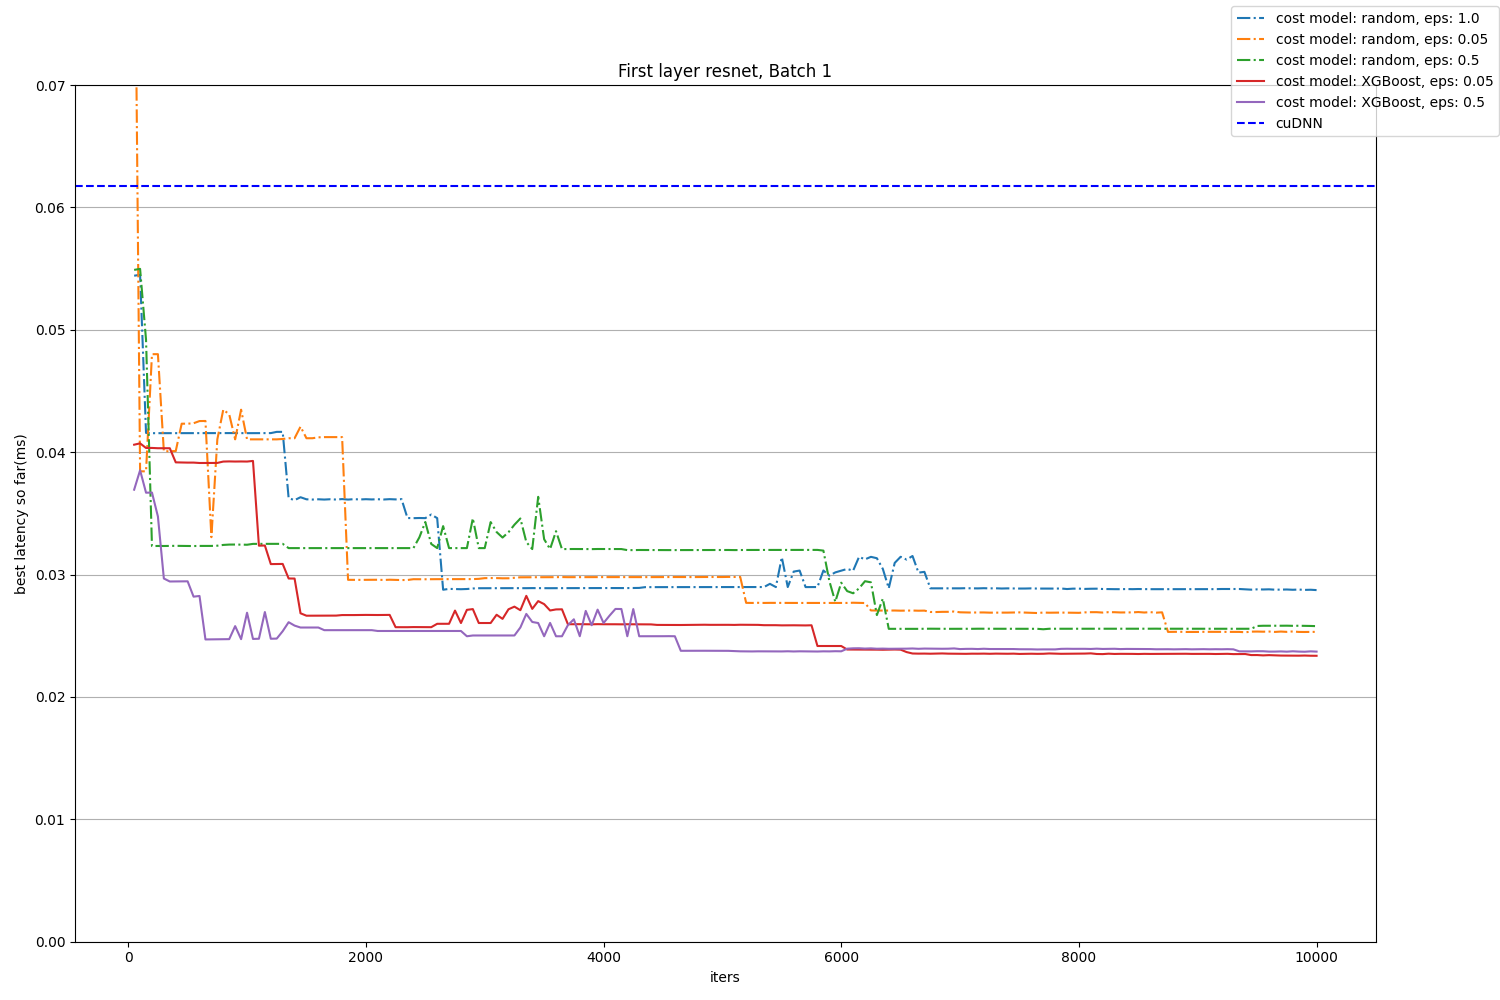 cost model: random, eps: 1.0
cost model: random, eps: 0.05
cost model: random, eps: 0.5
cost model: XGBoost, eps: 0.05
cost model: XGBoost, eps: 0.5
cuDNN
First layer resnet, Batch 1
0.07
0.06
0.05
0.04
0.03
0.02
0.01
0.00
best latency so far(ms)
0 2000 4000 6000 8000 10000
iters